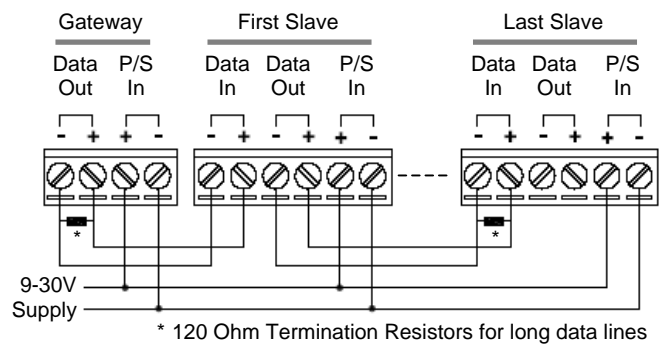 Gateway First Slave Last Slave
Data P/S Data Data P/S Data Data P/S
Out In In Out In In Out In
- + + - - + - + + - - + - + + -
* *
9-30V
Supply
* 120 Ohm Termination Resistors for long data lines